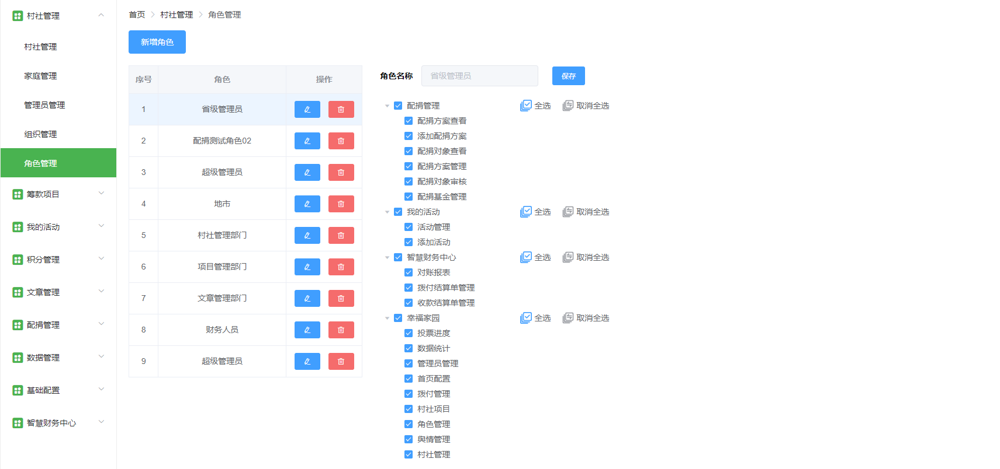 村社管理
村社管理
家庭管理
管理员管理
组织管理
角色管理
筹款项目
我的活动
积分管理
文章管理
配捐管理
数据管理
基础配置
智慧财务中心
首页 村社管理 角色管理
新增角色
序号 角色 操作
1 省级管理员
2 配捐测试角色02
3 超级管理员
4 地市
5 村社管理部门
6 项目管理部门
7 文章管理部门
8 财务人员
9 超级管理员
角色名称 省级管理员 保存
配捐管理 全选 取消全选
配捐方案查看
添加配捐方案
配捐对象查看
配捐方案管理
配捐对象审核
配捐基金管理
我的活动 全选 取消全选
活动管理
添加活动
智慧财务中心 全选 取消全选
对账报表
拨付结算单管理
收款结算单管理
幸福家园 全选 取消全选
投票进度
数据统计
管理员管理
首页配置
拨付管理
村社项目
角色管理
舆情管理
村社管理